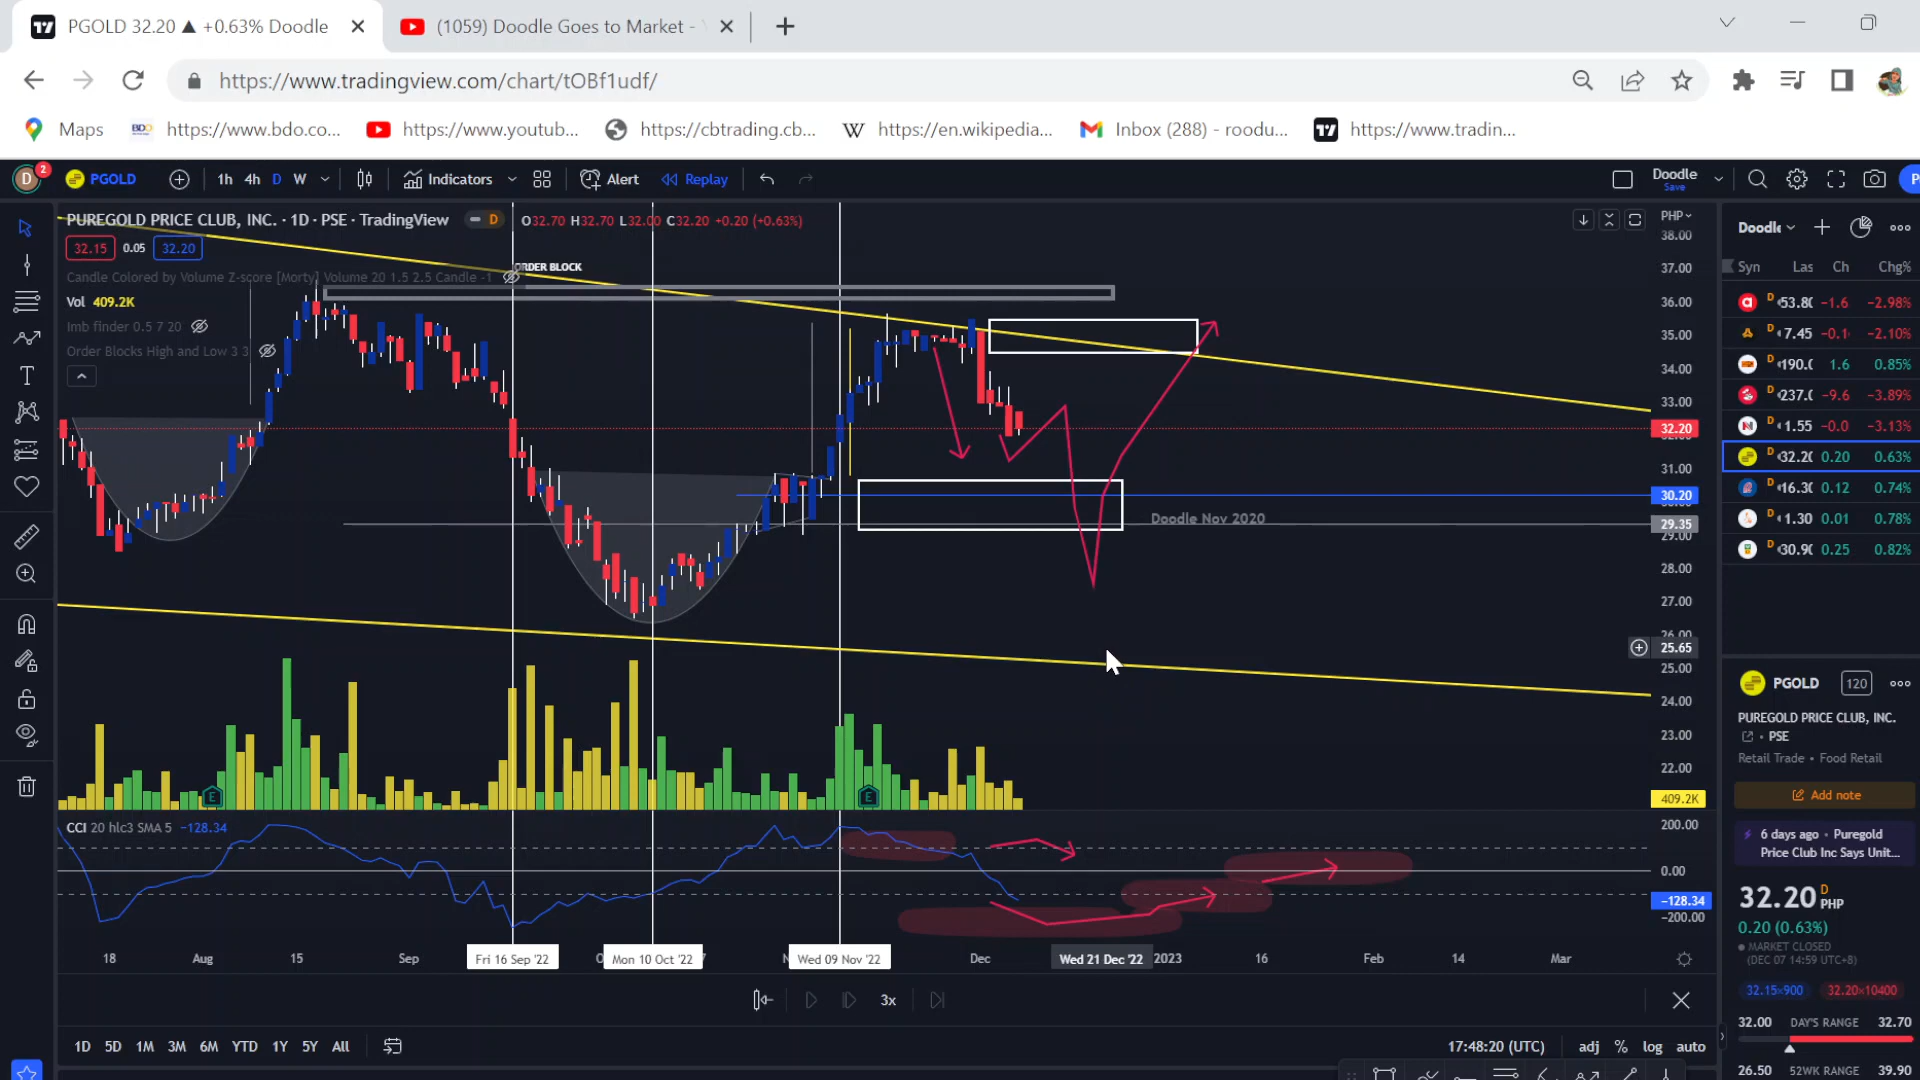 PGOLD 32.20 ▲ +0.63% Doodle
(1059) Doodle Goes to Market -
https://www.tradingview.com/chart/tOBf1udf/
Maps
BDO https://www.bdo.co...
https://www.youtub...
https://cbtrading.cb...
https://en.wikipedia...
Inbox (288) - roodu...
https://www.tradin...
D 2 PGOLD 1h 4h D W Indicators Alert Replay
Doodle
Save
PUREGOLD PRICE CLUB, INC. · 1D · PSE · TradingView D O32.70 H32.70 L32.00 C32.20 +0.20 (+0.63%)
32.15 0.05 32.20
Candle Colored by Volume Z-score [Morty] Volume 20 1.5 2.5 Candle -1
Vol 409.2K
Imb finder 0.5 7 20
Order Blocks High and Low 3 3
ORDER BLOCK
Doodle Nov 2020
PHP
38.00
37.00
36.00
35.00
34.00
33.00
32.20
31.00
30.20
29.35
29.00
28.00
27.00
26.00
25.65
25.00
24.00
23.00
22.00
409.2K
E
E
CCI 20 hlc3 SMA 5 −128.34
200.00
0.00
−128.34
−200.00
18 Aug 15 Sep Fri 16 Sep '22 Mon 10 Oct '22 Wed 09 Nov '22 Dec Wed 21 Dec '22 2023 16 Feb 14 Mar
3x
1D 5D 1M 3M 6M YTD 1Y 5Y All
17:48:20 (UTC) adj % log auto
Syn Las Ch Chg%
D 53.80 −1.6 −2.98%
D 7.45 −0.1 −2.10%
D 190.0 1.6 0.85%
D 237.0 −9.6 −3.89%
D 1.55 −0.0 −3.13%
D 32.20 0.20 0.63%
D 16.30 0.12 0.74%
D 1.30 0.01 0.78%
D 30.90 0.25 0.82%
PGOLD 120
PUREGOLD PRICE CLUB, INC.
• PSE
Retail Trade • Food Retail
Add note
6 days ago • Puregold
Price Club Inc Says Unit...
32.20 D PHP
0.20 (0.63%)
MARKET CLOSED
(DEC 07 14:59 UTC+8)
32.15×900 32.20×10400
32.00 DAY'S RANGE 32.70
26.50 52WK RANGE 39.90